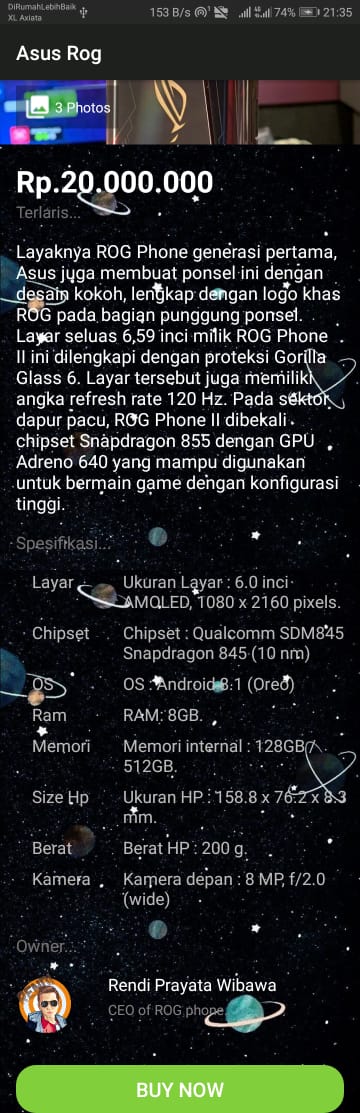 DiRumahLebihBaik
XL Axiata
153 B/s 74% 21:35
Asus Rog
3 Photos
Rp.20.000.000
Terlaris...
Layaknya ROG Phone generasi pertama,
Asus juga membuat ponsel ini dengan
desain kokoh, lengkap dengan logo khas
ROG pada bagian punggung ponsel.
Layar seluas 6,59 inci milik ROG Phone
II ini dilengkapi dengan proteksi Gorilla
Glass 6. Layar tersebut juga memiliki
angka refresh rate 120 Hz. Pada sektor
dapur pacu, ROG Phone II dibekali
chipset Snapdragon 855 dengan GPU
Adreno 640 yang mampu digunakan
untuk bermain game dengan konfigurasi
tinggi.
Spesifikasi...
Layar Ukuran Layar : 6.0 inci
AMOLED, 1080 x 2160 pixels.
Chipset Chipset : Qualcomm SDM845
Snapdragon 845 (10 nm)
OS OS : Android 8.1 (Oreo)
Ram RAM: 8GB.
Memori Memori internal : 128GB /
512GB.
Size Hp Ukuran HP : 158.8 x 76.2 x 8.3
mm.
Berat Berat HP : 200 g.
Kamera Kamera depan : 8 MP, f/2.0
(wide)
Owner...
Rendi Prayata Wibawa
CEO of ROG phone
BUY NOW